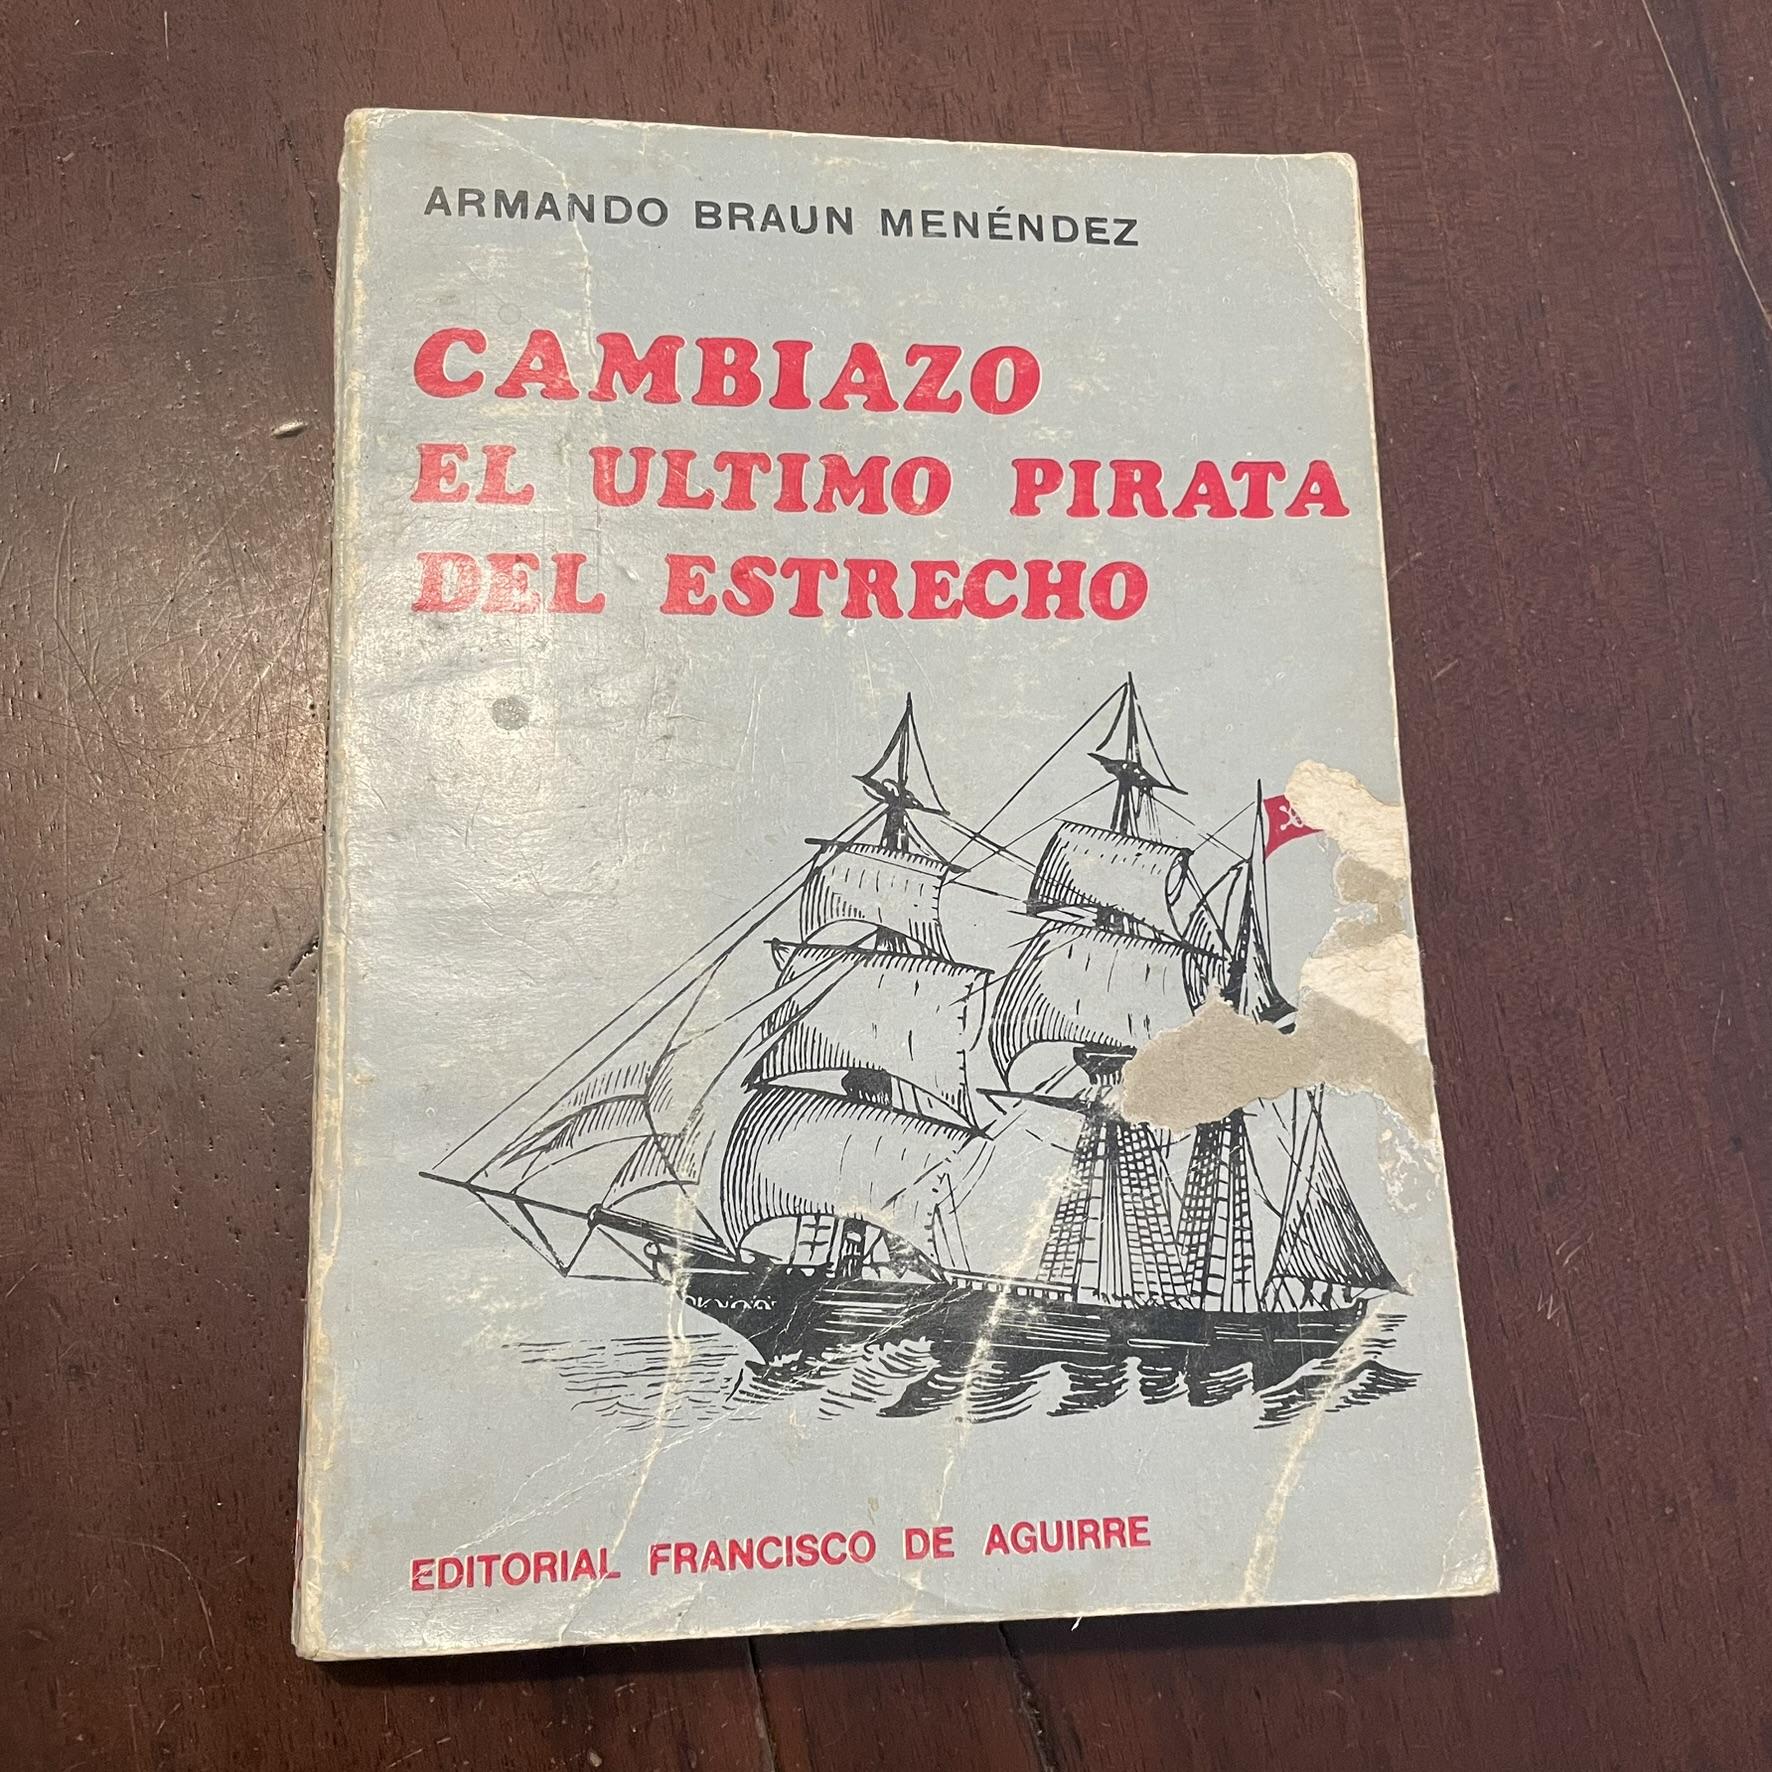 ARMANDO BRAUN MENÉNDEZ
CAMBIAZO
EL ULTIMO PIRATA
DEL ESTRECHO
EDITORIAL FRANCISCO DE AGUIRRE